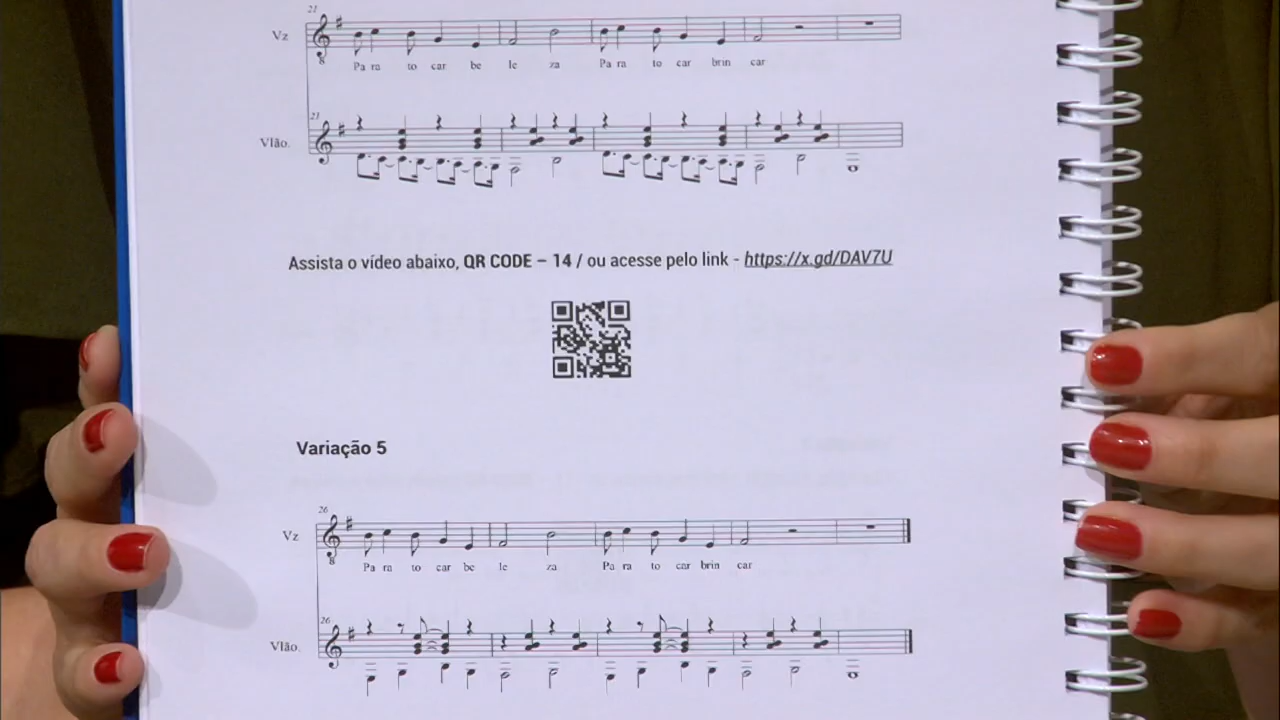 21
Vz
8
Pa ra to car be le za Pa ra to car brin car
21
Vlão.
Assista o vídeo abaixo, QR CODE – 14 / ou acesse pelo link - https://x.gd/DAV7U
Variação 5
26
Vz
8
Pa ra to car be le za Pa ra to car brin car
26
Vlão.